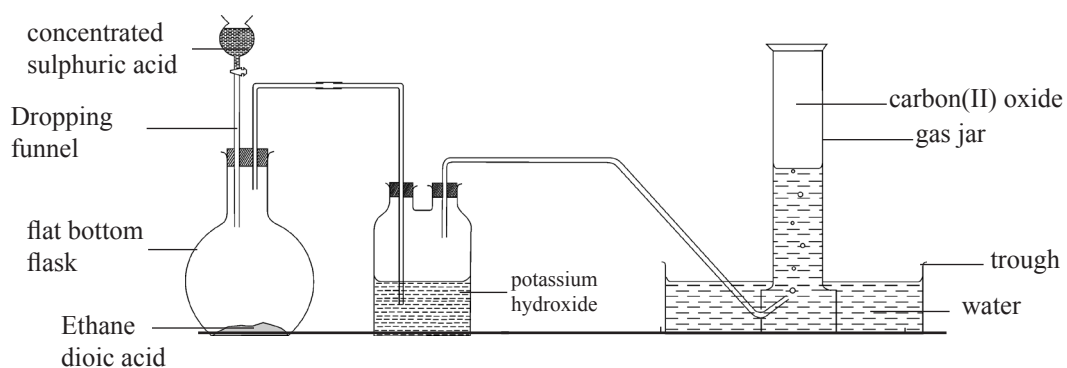 concentrated
sulphuric acid
Dropping
funnel
flat bottom
flask
Ethane
dioic acid
potassium
hydroxide
carbon(II) oxide
gas jar
trough
water